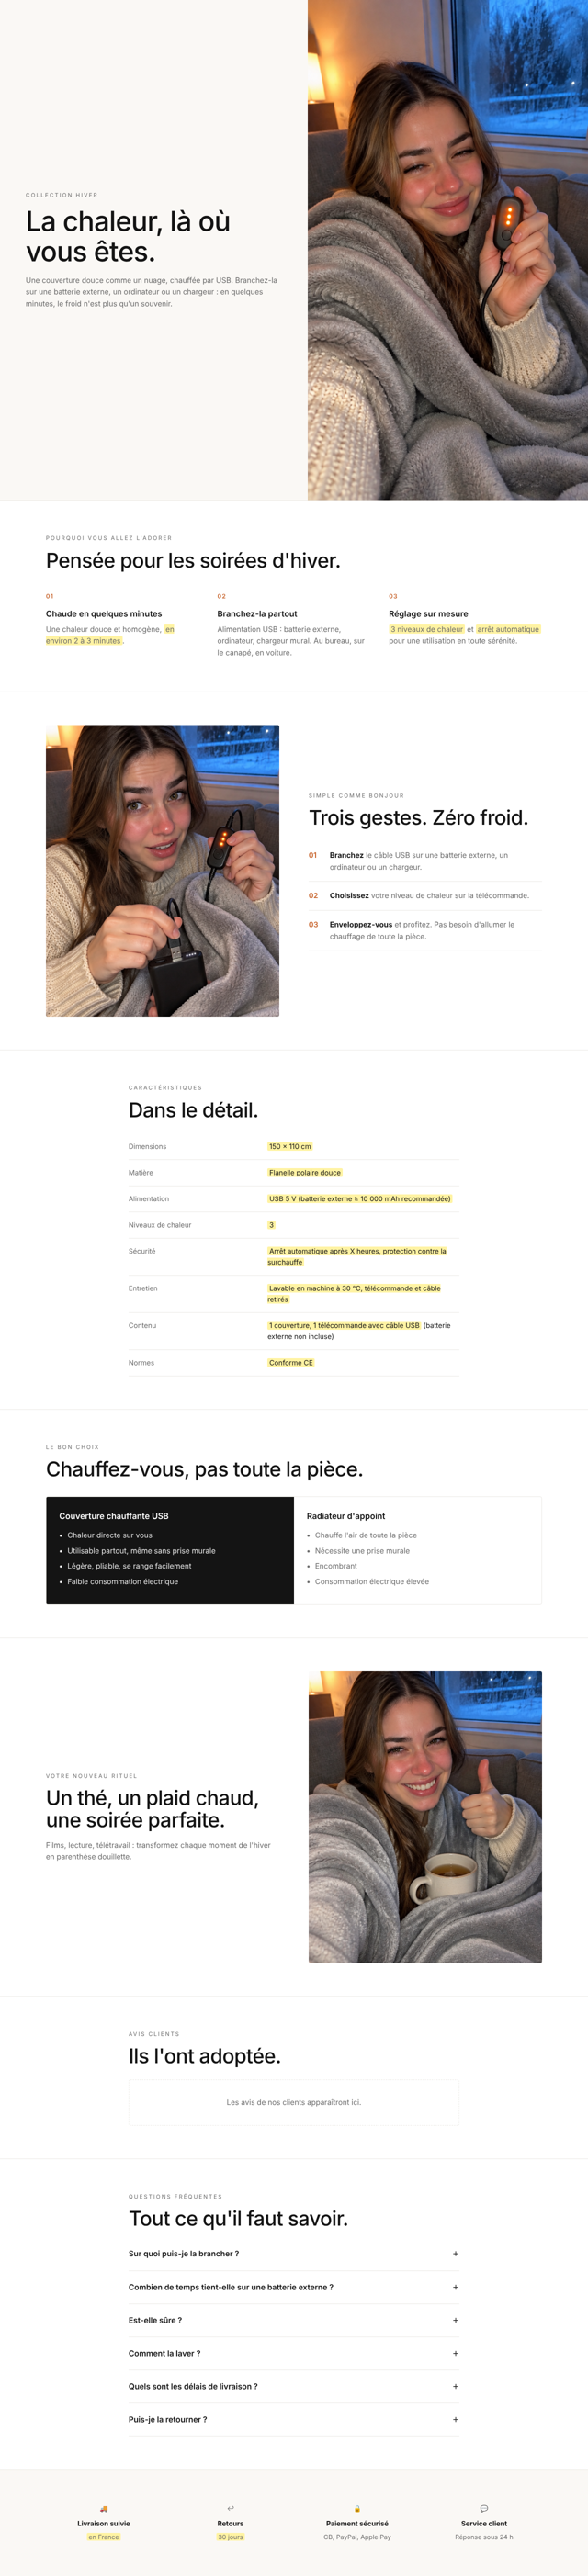 COLLECTION HIVER
La chaleur, là où
vous êtes.
Une couverture douce comme un nuage, chauffée par USB. Branchez-la
sur une batterie externe, un ordinateur ou un chargeur : en quelques
minutes, le froid n'est plus qu'un souvenir.
POURQUOI VOUS ALLEZ L'ADORER
Pensée pour les soirées d'hiver.
01
Chaude en quelques minutes
Une chaleur douce et homogène, en
environ 2 à 3 minutes .
02
Branchez-la partout
Alimentation USB : batterie externe,
ordinateur, chargeur mural. Au bureau, sur
le canapé, en voiture.
03
Réglage sur mesure
3 niveaux de chaleur et arrêt automatique
pour une utilisation en toute sérénité.
SIMPLE COMME BONJOUR
Trois gestes. Zéro froid.
01 Branchez le câble USB sur une batterie externe, un
ordinateur ou un chargeur.
02 Choisissez votre niveau de chaleur sur la télécommande.
03 Enveloppez-vous et profitez. Pas besoin d'allumer le
chauffage de toute la pièce.
CARACTÉRISTIQUES
Dans le détail.
Dimensions 150 × 110 cm
Matière Flanelle polaire douce
Alimentation USB 5 V (batterie externe ≥ 10 000 mAh recommandée)
Niveaux de chaleur 3
Sécurité Arrêt automatique après X heures, protection contre la
surchauffe
Entretien Lavable en machine à 30 °C, télécommande et câble
retirés
Contenu 1 couverture, 1 télécommande avec câble USB (batterie
externe non incluse)
Normes Conforme CE
LE BON CHOIX
Chauffez-vous, pas toute la pièce.
Couverture chauffante USB
• Chaleur directe sur vous
• Utilisable partout, même sans prise murale
• Légère, pliable, se range facilement
• Faible consommation électrique
Radiateur d'appoint
• Chauffe l'air de toute la pièce
• Nécessite une prise murale
• Encombrant
• Consommation électrique élevée
VOTRE NOUVEAU RITUEL
Un thé, un plaid chaud,
une soirée parfaite.
Films, lecture, télétravail : transformez chaque moment de l'hiver
en parenthèse douillette.
AVIS CLIENTS
Ils l'ont adoptée.
Les avis de nos clients apparaîtront ici.
QUESTIONS FRÉQUENTES
Tout ce qu'il faut savoir.
Sur quoi puis-je la brancher ? +
Combien de temps tient-elle sur une batterie externe ? +
Est-elle sûre ? +
Comment la laver ? +
Quels sont les délais de livraison ? +
Puis-je la retourner ? +
Livraison suivie
en France
Retours
30 jours
Paiement sécurisé
CB, PayPal, Apple Pay
Service client
Réponse sous 24 h